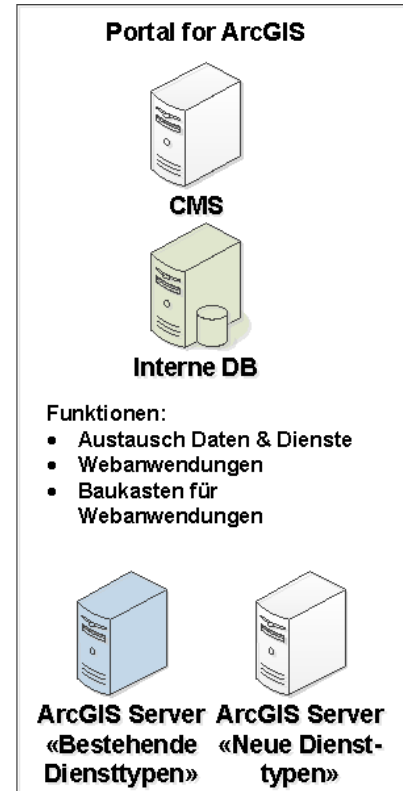 Portal for ArcGIS
CMS
Interne DB
Funktionen:
• Austausch Daten & Dienste
• Webanwendungen
• Baukasten für
Webanwendungen
ArcGIS Server
«Bestehende
Diensttypen»
ArcGIS Server
«Neue Dienst-
typen»